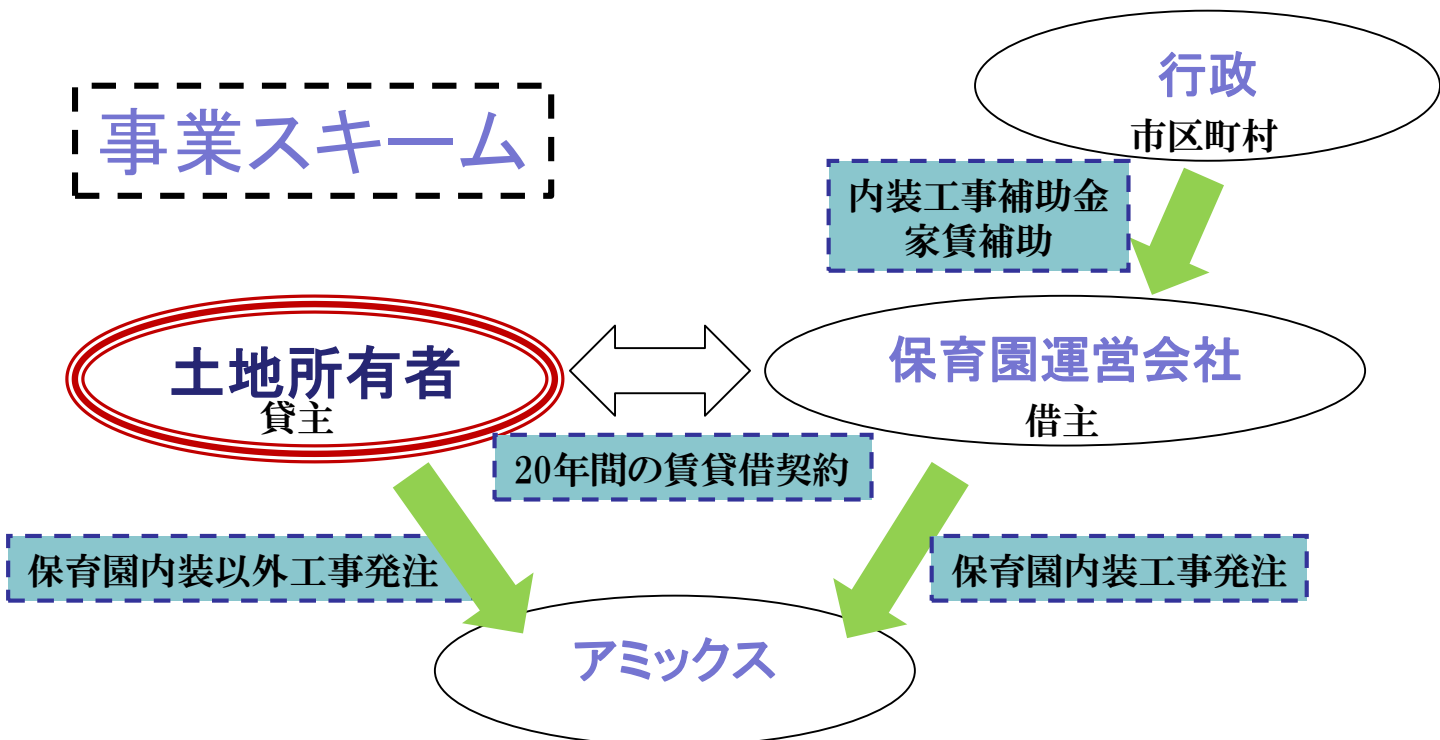 事業スキーム
行政
市区町村
内装工事補助金
家賃補助
土地所有者
貸主
保育園運営会社
借主
20年間の賃貸借契約
保育園内装以外工事発注
保育園内装工事発注
アミックス